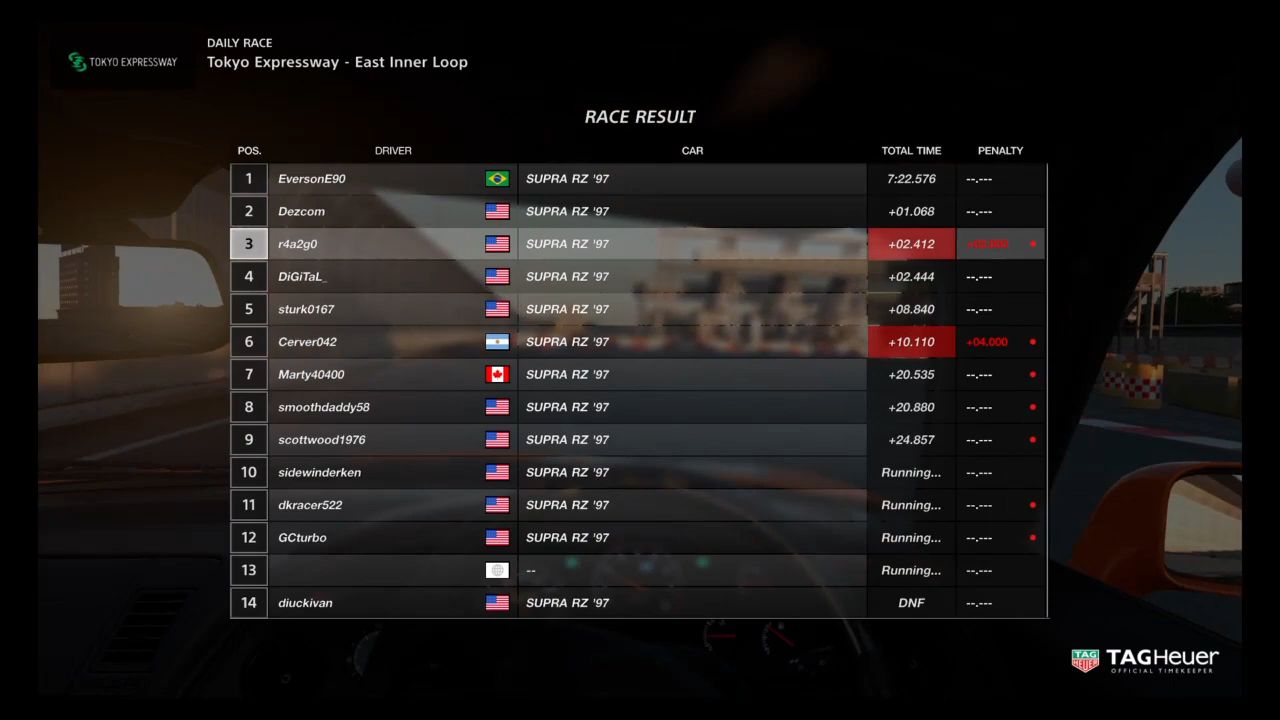 TOKYO EXPRESSWAY
DAILY RACE
Tokyo Expressway - East Inner Loop
RACE RESULT
POS. DRIVER CAR TOTAL TIME PENALTY
1 EversonE90 SUPRA RZ '97 7:22.576 --.---
2 Dezcom SUPRA RZ '97 +01.068 --.---
3 r4a2g0 SUPRA RZ '97 +02.412
4 DiGiTaL_ SUPRA RZ '97 +02.444 --.---
5 sturk0167 SUPRA RZ '97 +08.840 --.---
6 Cerver042 SUPRA RZ '97 +10.110 +04.000
7 Marty40400 SUPRA RZ '97 +20.535 --.---
8 smoothdaddy58 SUPRA RZ '97 +20.880 --.---
9 scottwood1976 SUPRA RZ '97 +24.857 --.---
10 sidewinderken SUPRA RZ '97 Running... --.---
11 dkracer522 SUPRA RZ '97 Running... --.---
12 GCturbo SUPRA RZ '97 Running... --.---
13 -- Running... --.---
14 diuckivan SUPRA RZ '97 DNF --.---
TAG HEUER TAGHeuer
OFFICIAL TIMEKEEPER